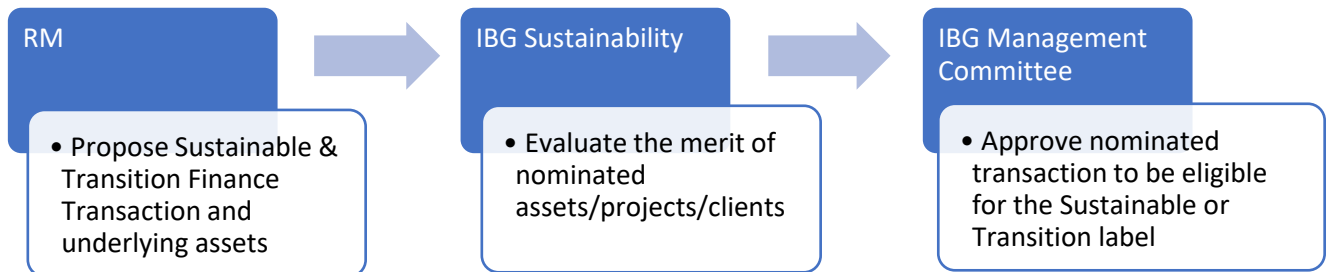 RM
• Propose Sustainable &
Transition Finance
Transaction and
underlying assets
IBG Sustainability
• Evaluate the merit of
nominated
assets/projects/clients
IBG Management
Committee
• Approve nominated
transaction to be eligible
for the Sustainable or
Transition label